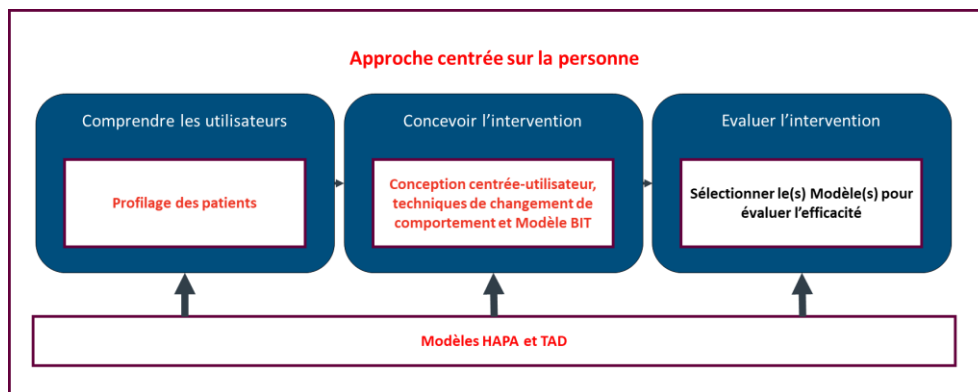 Approche centrée sur la personne
Comprendre les utilisateurs
Profilage des patients
Concevoir l'intervention
Conception centrée-utilisateur,
techniques de changement de
comportement et Modèle BIT
Evaluer l'intervention
Sélectionner le(s) Modèle(s) pour
évaluer l'efficacité
Modèles HAPA et TAD